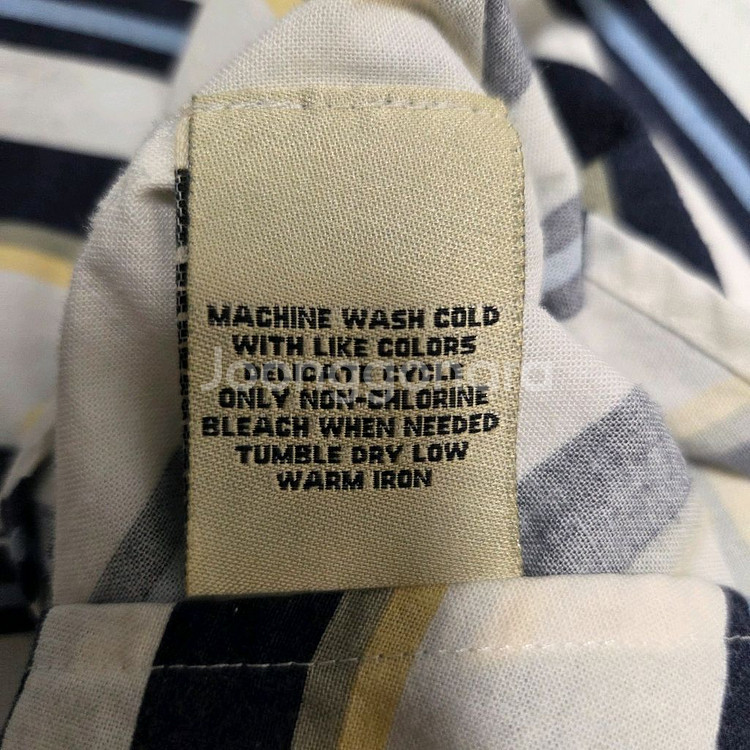 MACHINE WASH COLD
WITH LIKE COLORS
DELICATE CYCLE
Joonggonara
ONLY NON-CHLORINE
BLEACH WHEN NEEDED
TUMBLE DRY LOW
WARM IRON